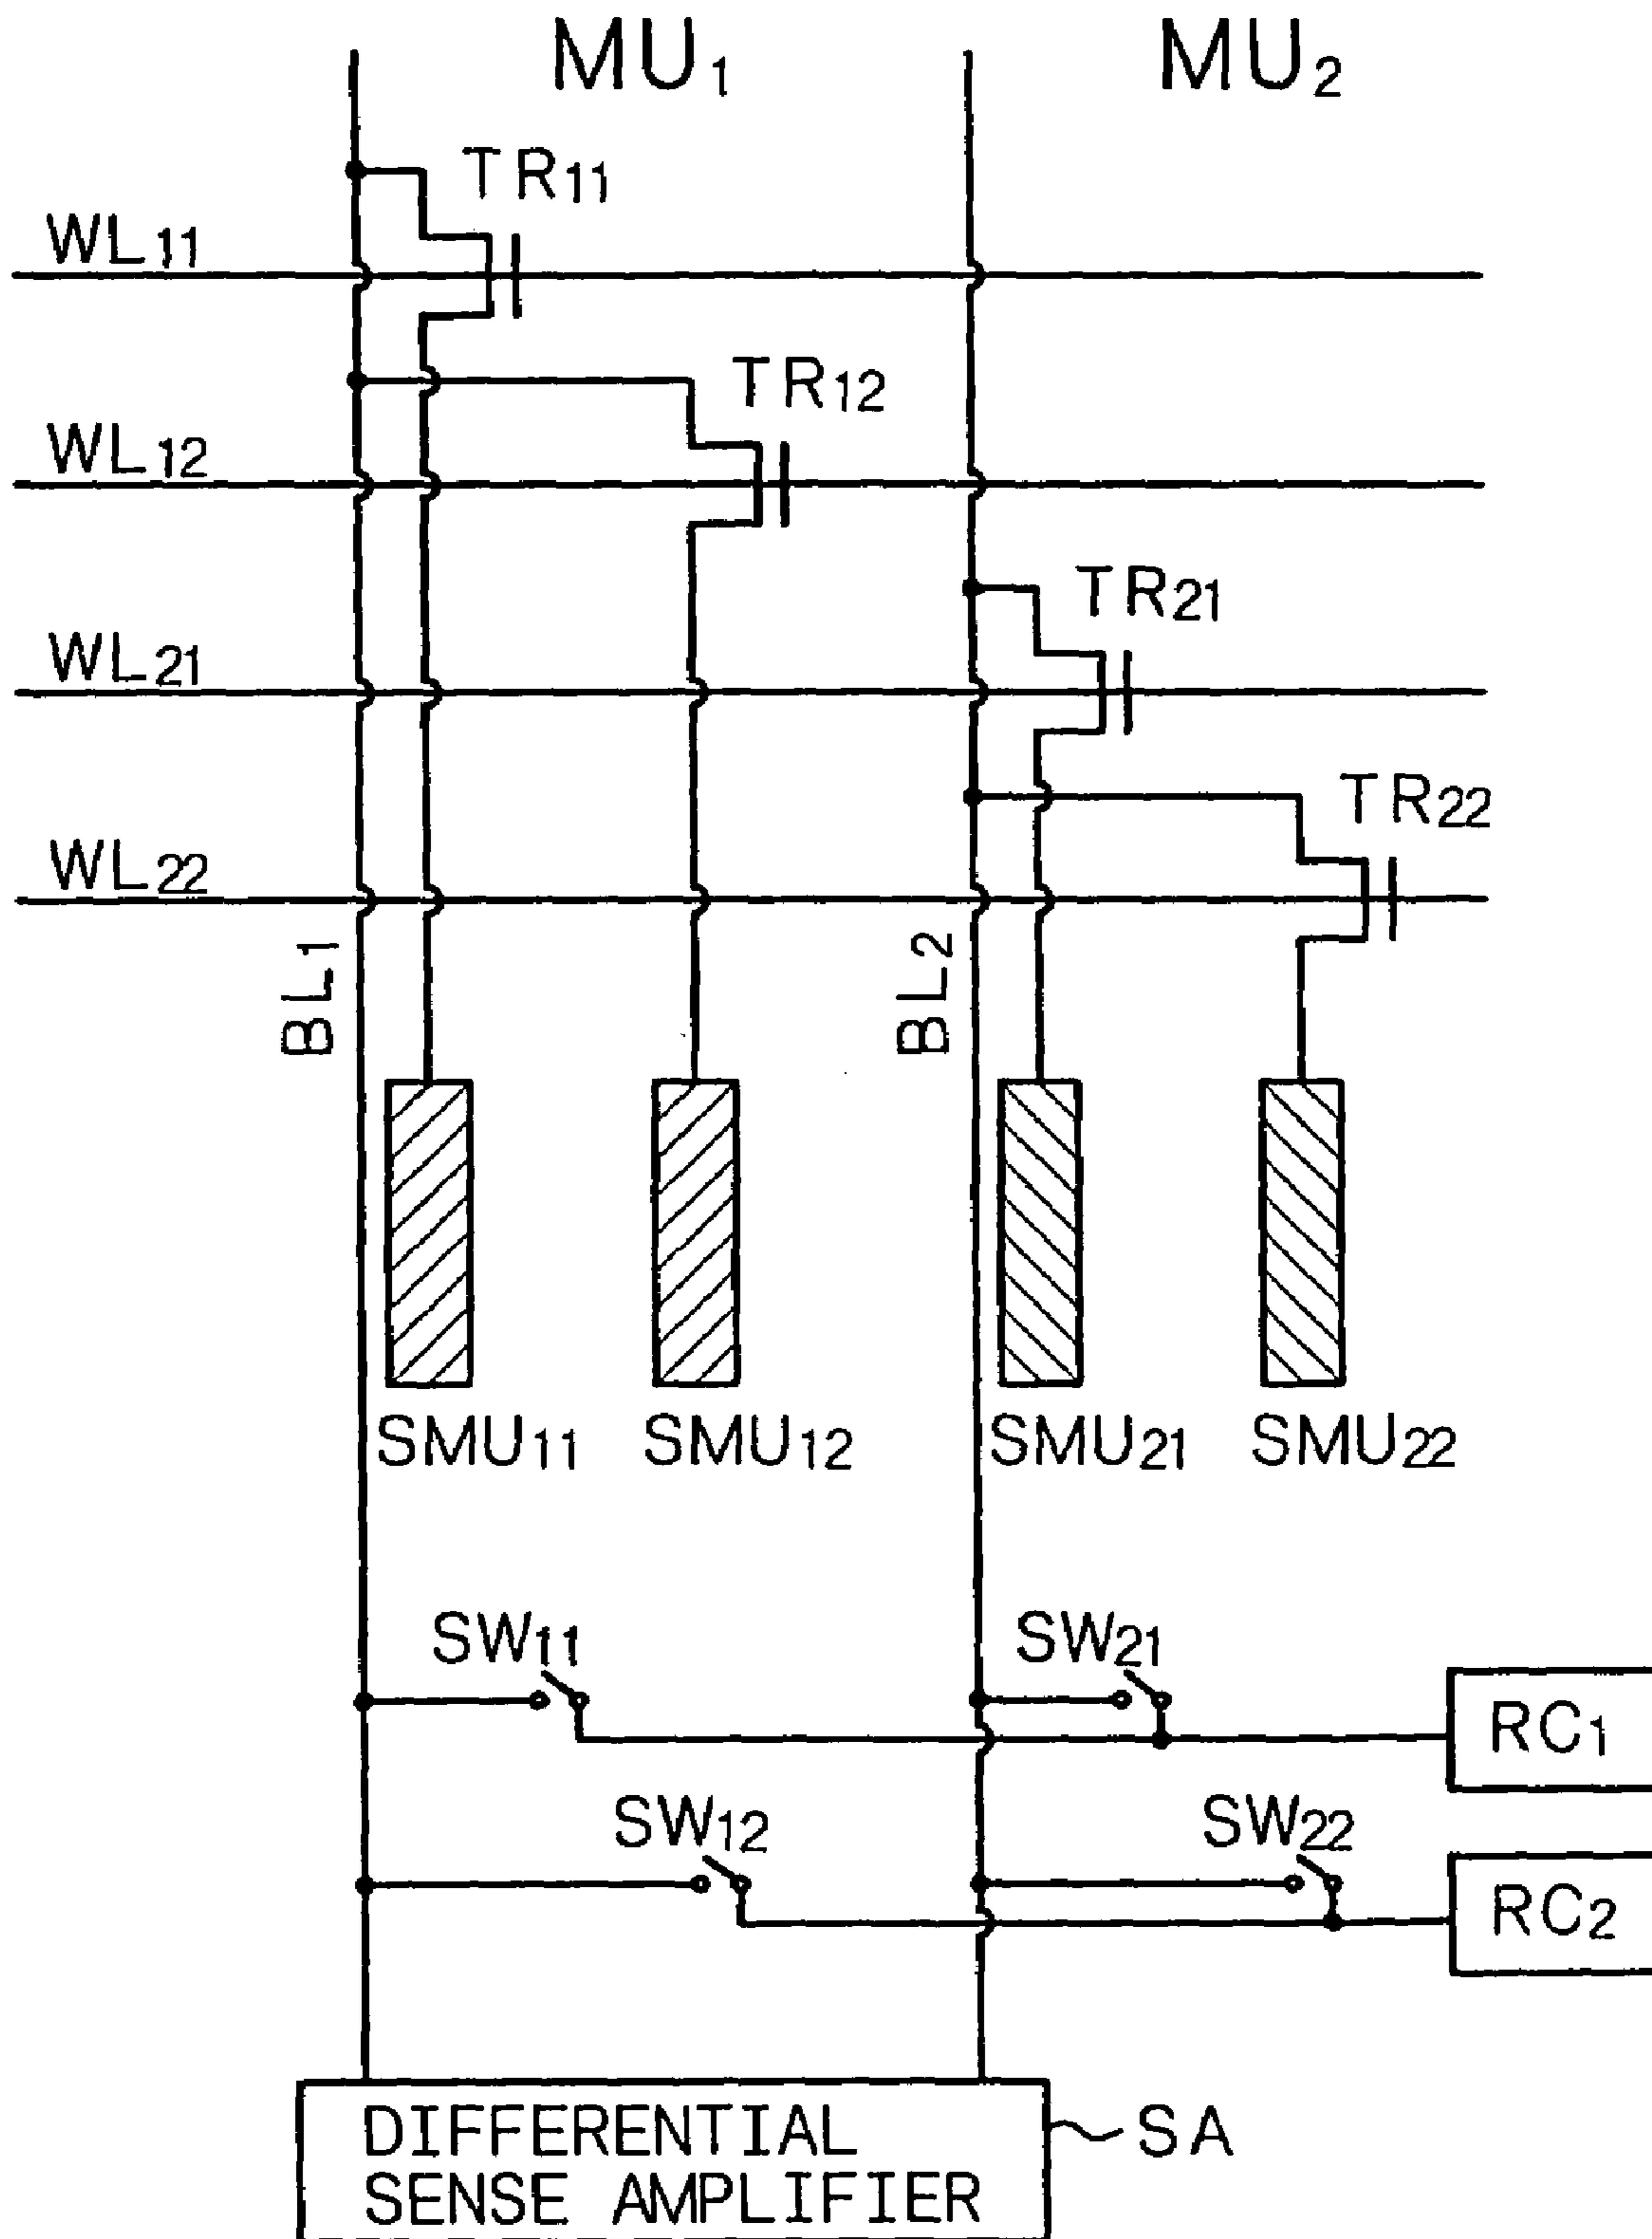 MU1 MU2
TR11
WL11
TR12
WL12
TR21
WL21
TR22
WL22
BL1
BL2
SMU11 SMU12 SMU21 SMU22
SW11 SW21
RC1
SW12 SW22
RC2
DIFFERENTIAL
SENSE AMPLIFIER
SA